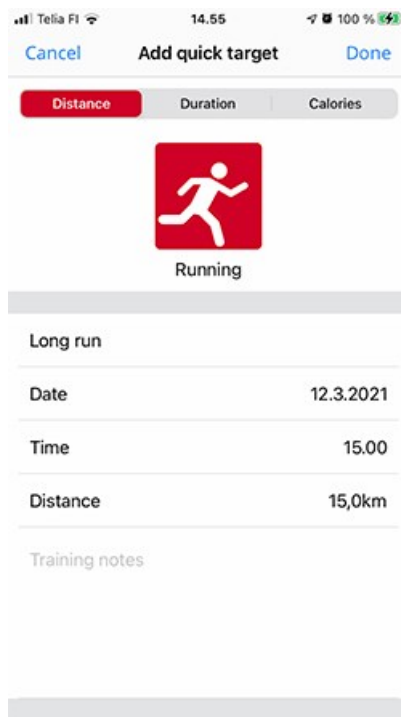 Telia FI 14.55 100 %
Cancel Add quick target Done
Distance Duration Calories
Running
Long run
Date 12.3.2021
Time 15.00
Distance 15,0km
Training notes